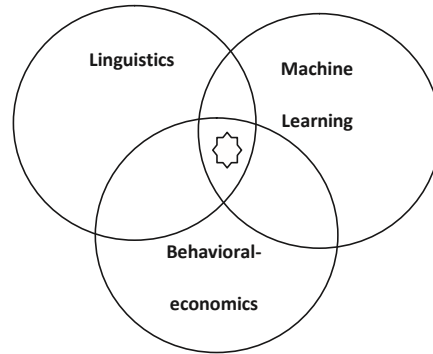 Linguistics
Machine
Learning
Behavioral-
economics